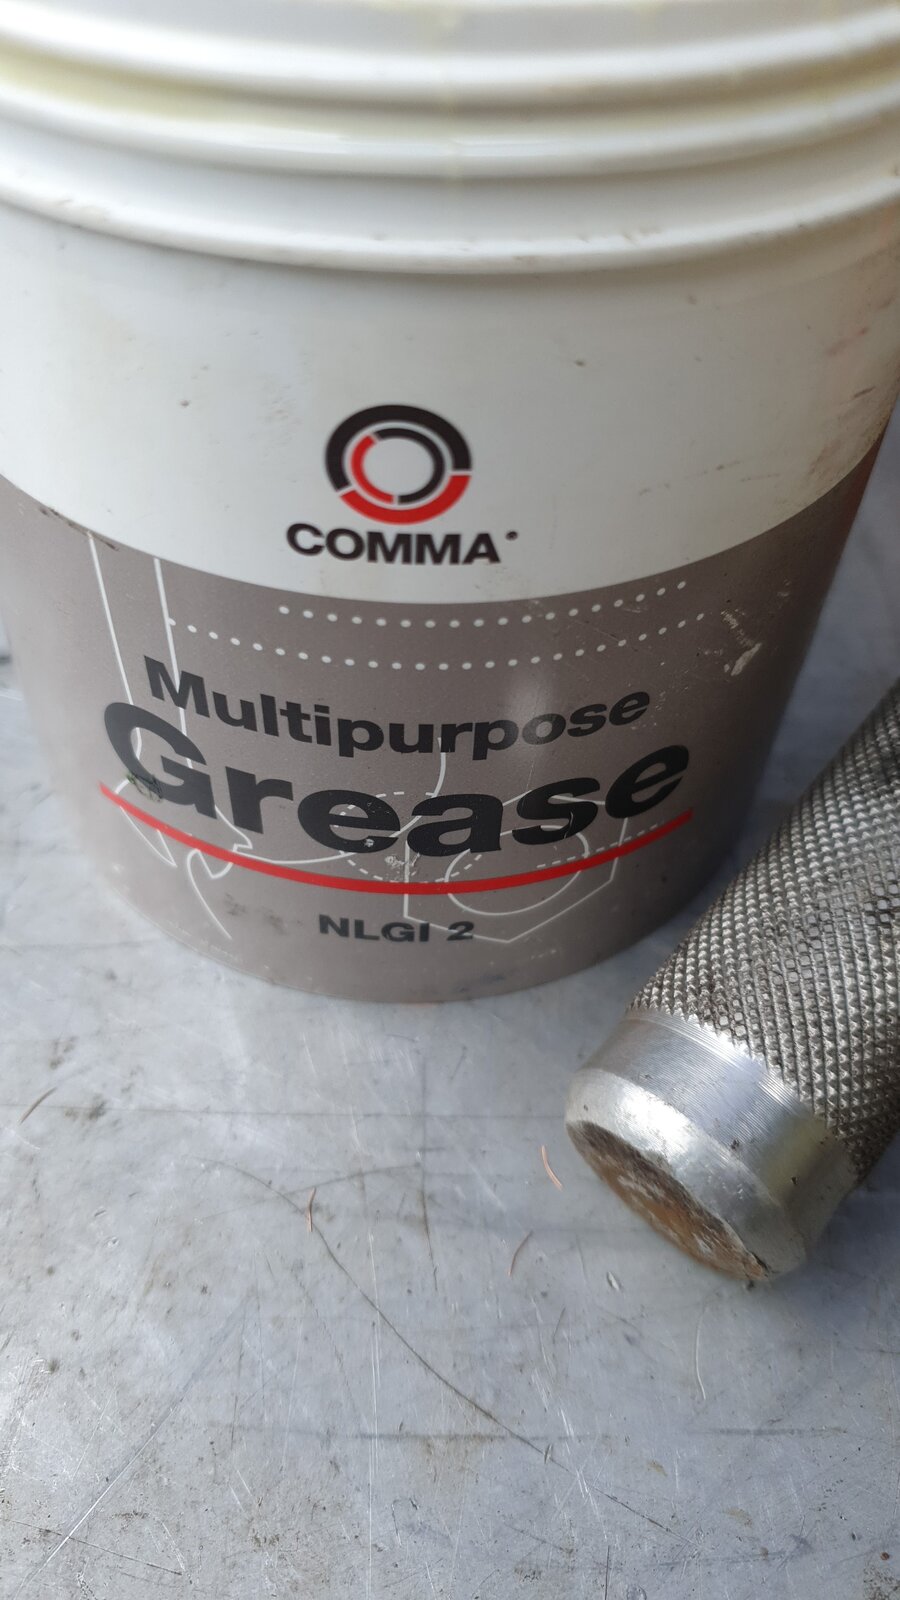 COMMA
Multipurpose
Grease
NLGI 2